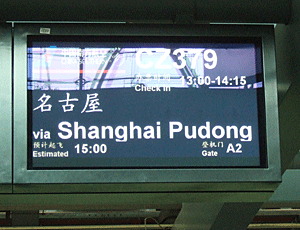 CZ379
13:00-14:15
Check In
名古屋
via Shanghai Pudong
预计起飞 登机门
Estimated 15:00 Gate A2